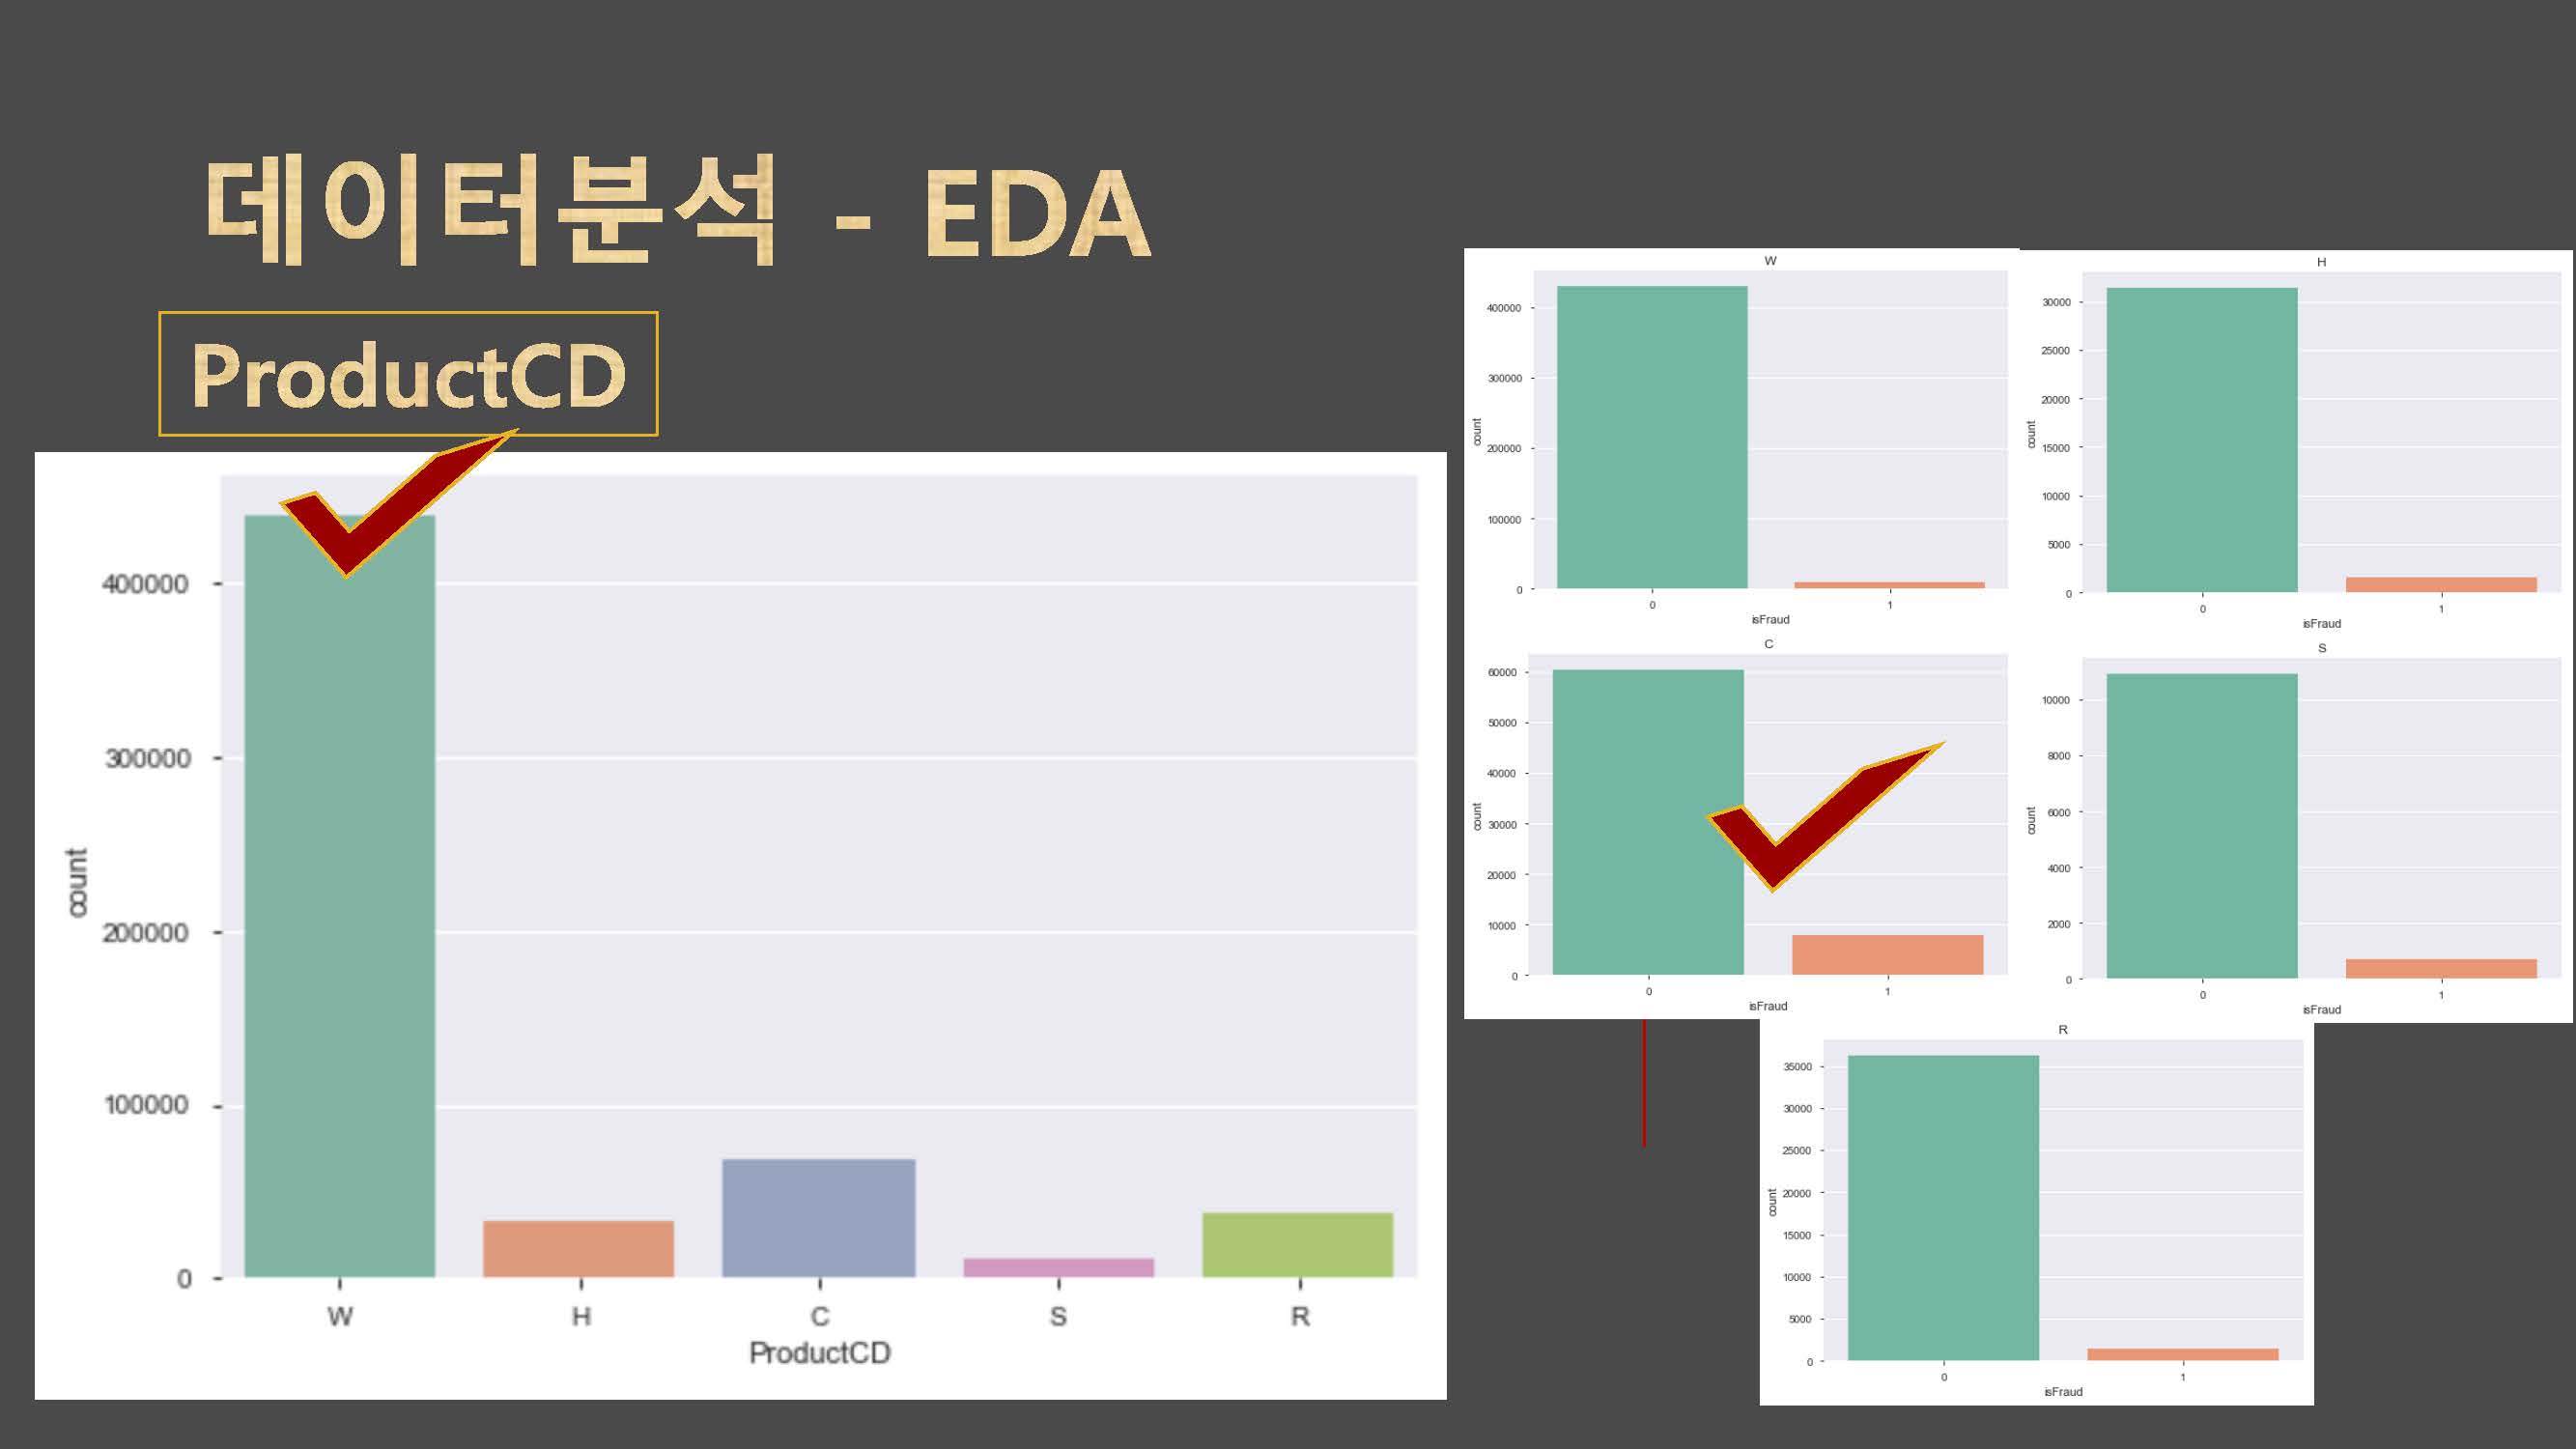 데이터분석 - EDA
ProductCD
400000
300000
200000
100000
0
count
W H C S R
ProductCD
W
400000
300000
200000
100000
0
count
0 1
isFraud
H
30000
25000
20000
15000
10000
5000
0
count
0 1
isFraud
C
60000
50000
40000
30000
20000
10000
0
count
0 1
isFraud
S
10000
8000
6000
4000
2000
0
count
0 1
isFraud
R
35000
30000
25000
20000
15000
10000
5000
0
count
0 1
isFraud